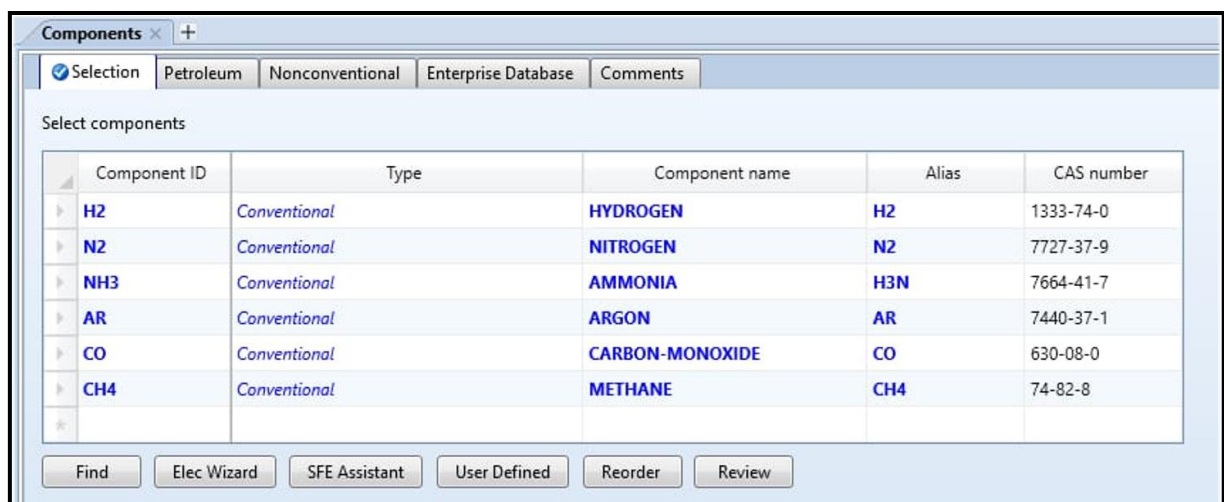 Components × +
Selection Petroleum Nonconventional Enterprise Database Comments
Select components
Component ID Type Component name Alias CAS number
H2 Conventional HYDROGEN H2 1333-74-0
N2 Conventional NITROGEN N2 7727-37-9
NH3 Conventional AMMONIA H3N 7664-41-7
AR Conventional ARGON AR 7440-37-1
CO Conventional CARBON-MONOXIDE CO 630-08-0
CH4 Conventional METHANE CH4 74-82-8
Find Elec Wizard SFE Assistant User Defined Reorder Review